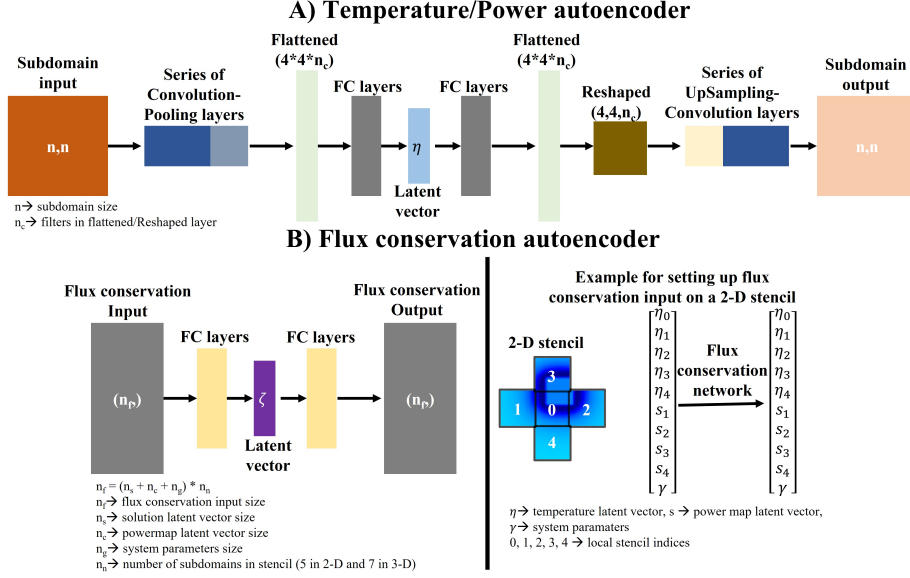 A) Temperature/Power autoencoder
Subdomain
input
n,n
Series of
Convolution-
Pooling layers
Flattened
(4*4*n_c)
FC layers
η
Latent
vector
FC layers
Flattened
(4*4*n_c)
Reshaped
(4,4,n_c)
Series of
UpSampling-
Convolution layers
Subdomain
output
n,n
n→ subdomain size
n_c→ filters in flattened/Reshaped layer
B) Flux conservation autoencoder
Flux conservation
Input
(n_f,)
FC layers
ζ
Latent
vector
FC layers
Flux conservation
Output
(n_f,)
n_f = (n_s + n_c + n_g) * n_n
n_f→ flux conservation input size
n_s→ solution latent vector size
n_c→ powermap latent vector size
n_g→ system parameters size
n_n→ number of subdomains in stencil (5 in 2-D and 7 in 3-D)
Example for setting up flux
conservation input on a 2-D stencil
2-D stencil
3
1 0 2
4
η_0
η_1
η_2
η_3
η_4
s_1
s_2
s_3
s_4
γ
Flux
conservation
network
η_0
η_1
η_2
η_3
η_4
s_1
s_2
s_3
s_4
γ
η→ temperature latent vector, s → power map latent vector,
γ→ system paramaters
0, 1, 2, 3, 4 → local stencil indices